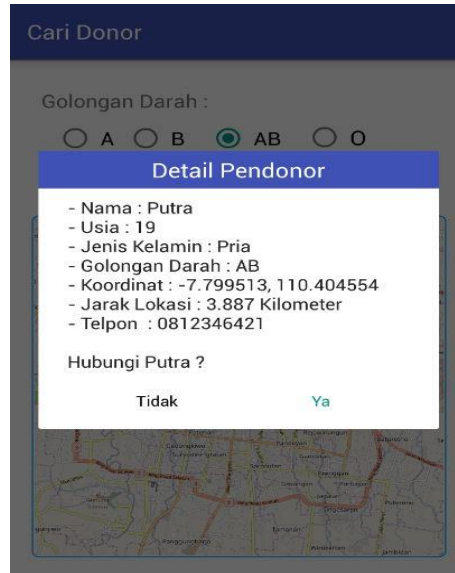 Cari Donor
Golongan Darah :
A B AB O
Detail Pendonor
- Nama : Putra
- Usia : 19
- Jenis Kelamin : Pria
- Golongan Darah : AB
- Koordinat : -7.799513, 110.404554
- Jarak Lokasi : 3.887 Kilometer
- Telpon : 0812346421
Hubungi Putra ?
Tidak Ya